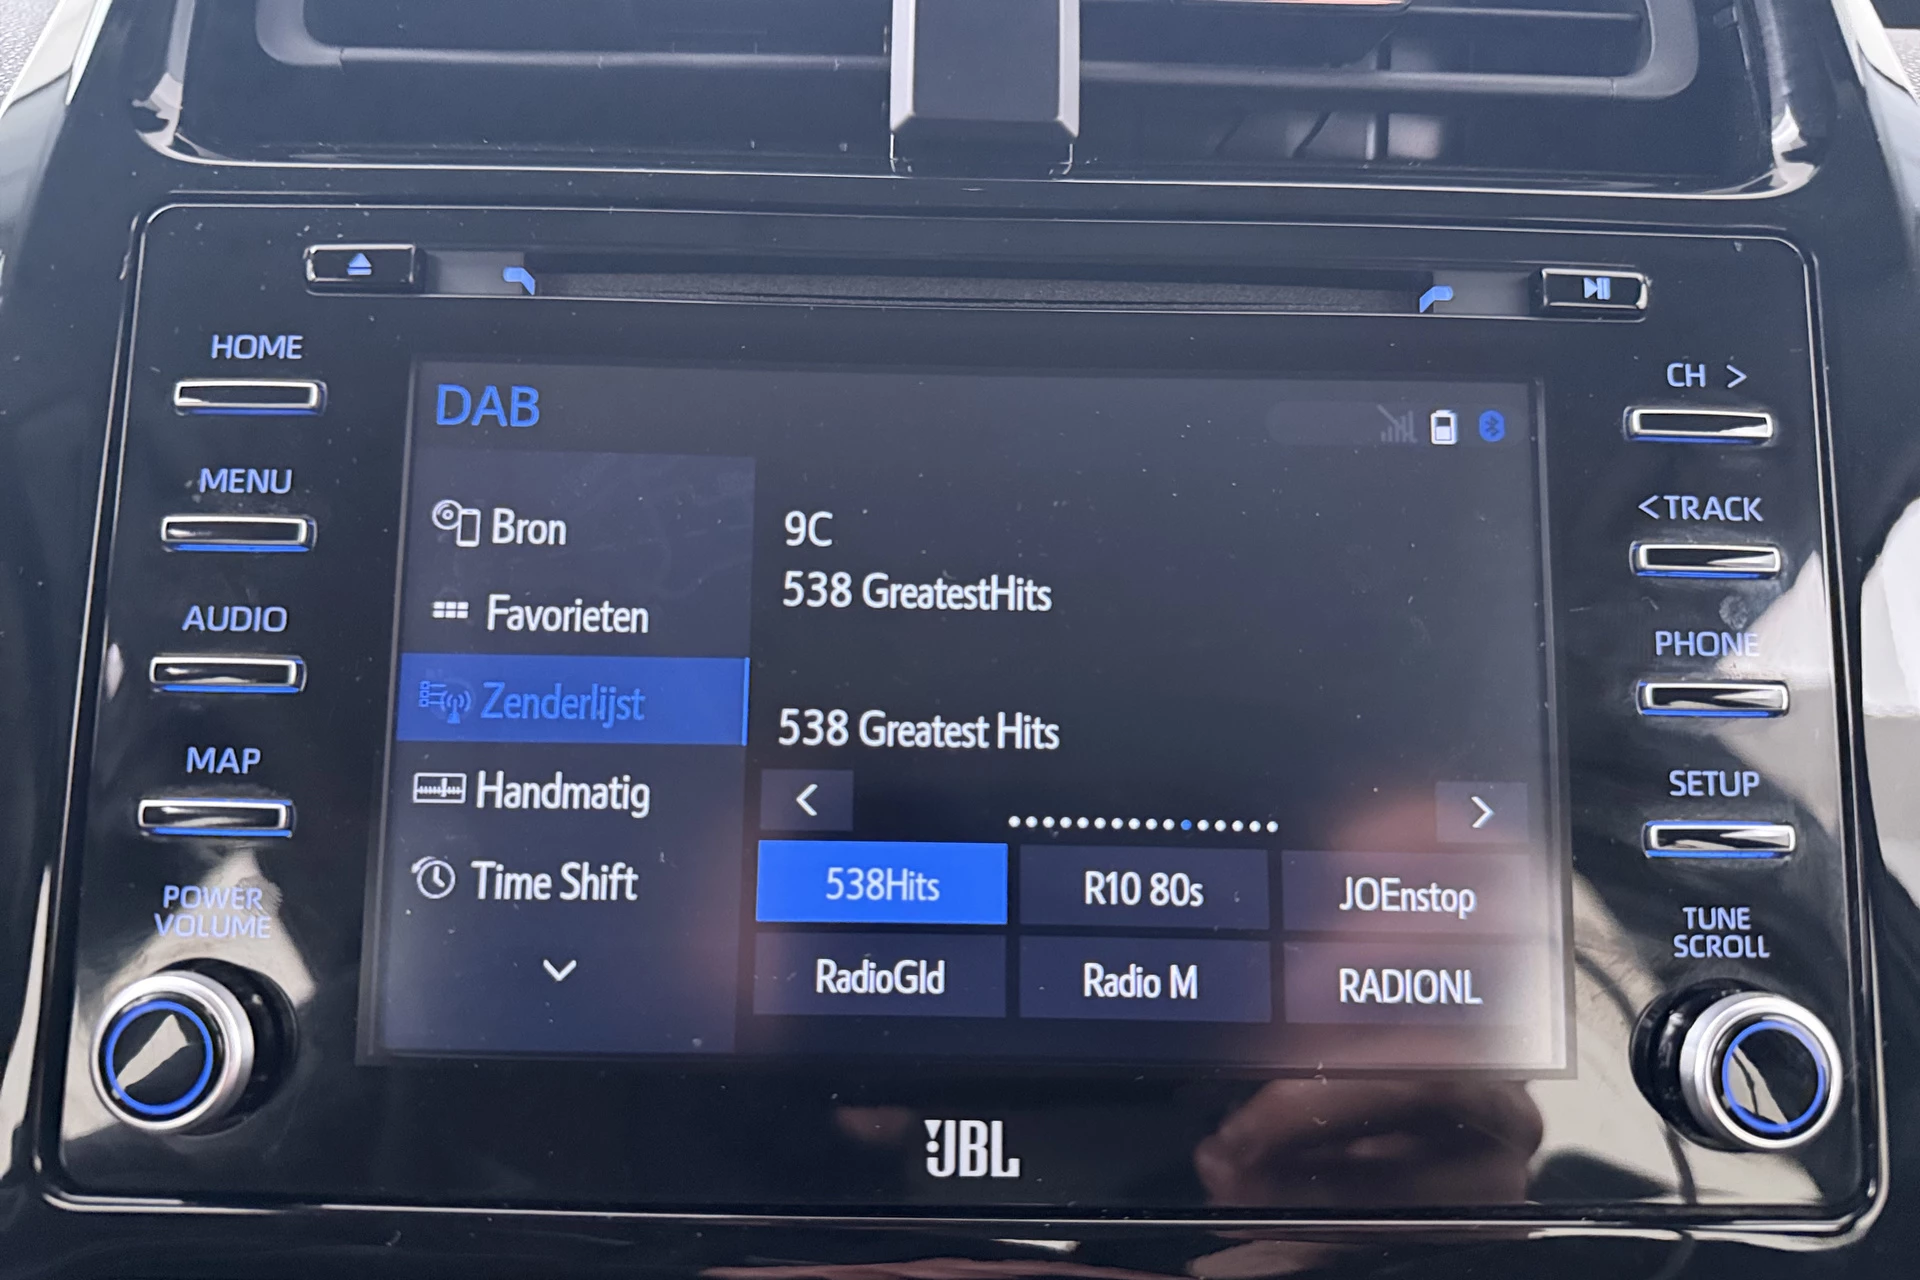 HOME
MENU
AUDIO
MAP
POWER
VOLUME
DAB
Bron
Favorieten
Zenderlijst
Handmatig
Time Shift
9C
538 GreatestHits
538 Greatest Hits
538Hits
R10 80s
JOEnstop
RadioGld
Radio M
RADIONL
CH >
< TRACK
PHONE
SETUP
TUNE
SCROLL
JBL